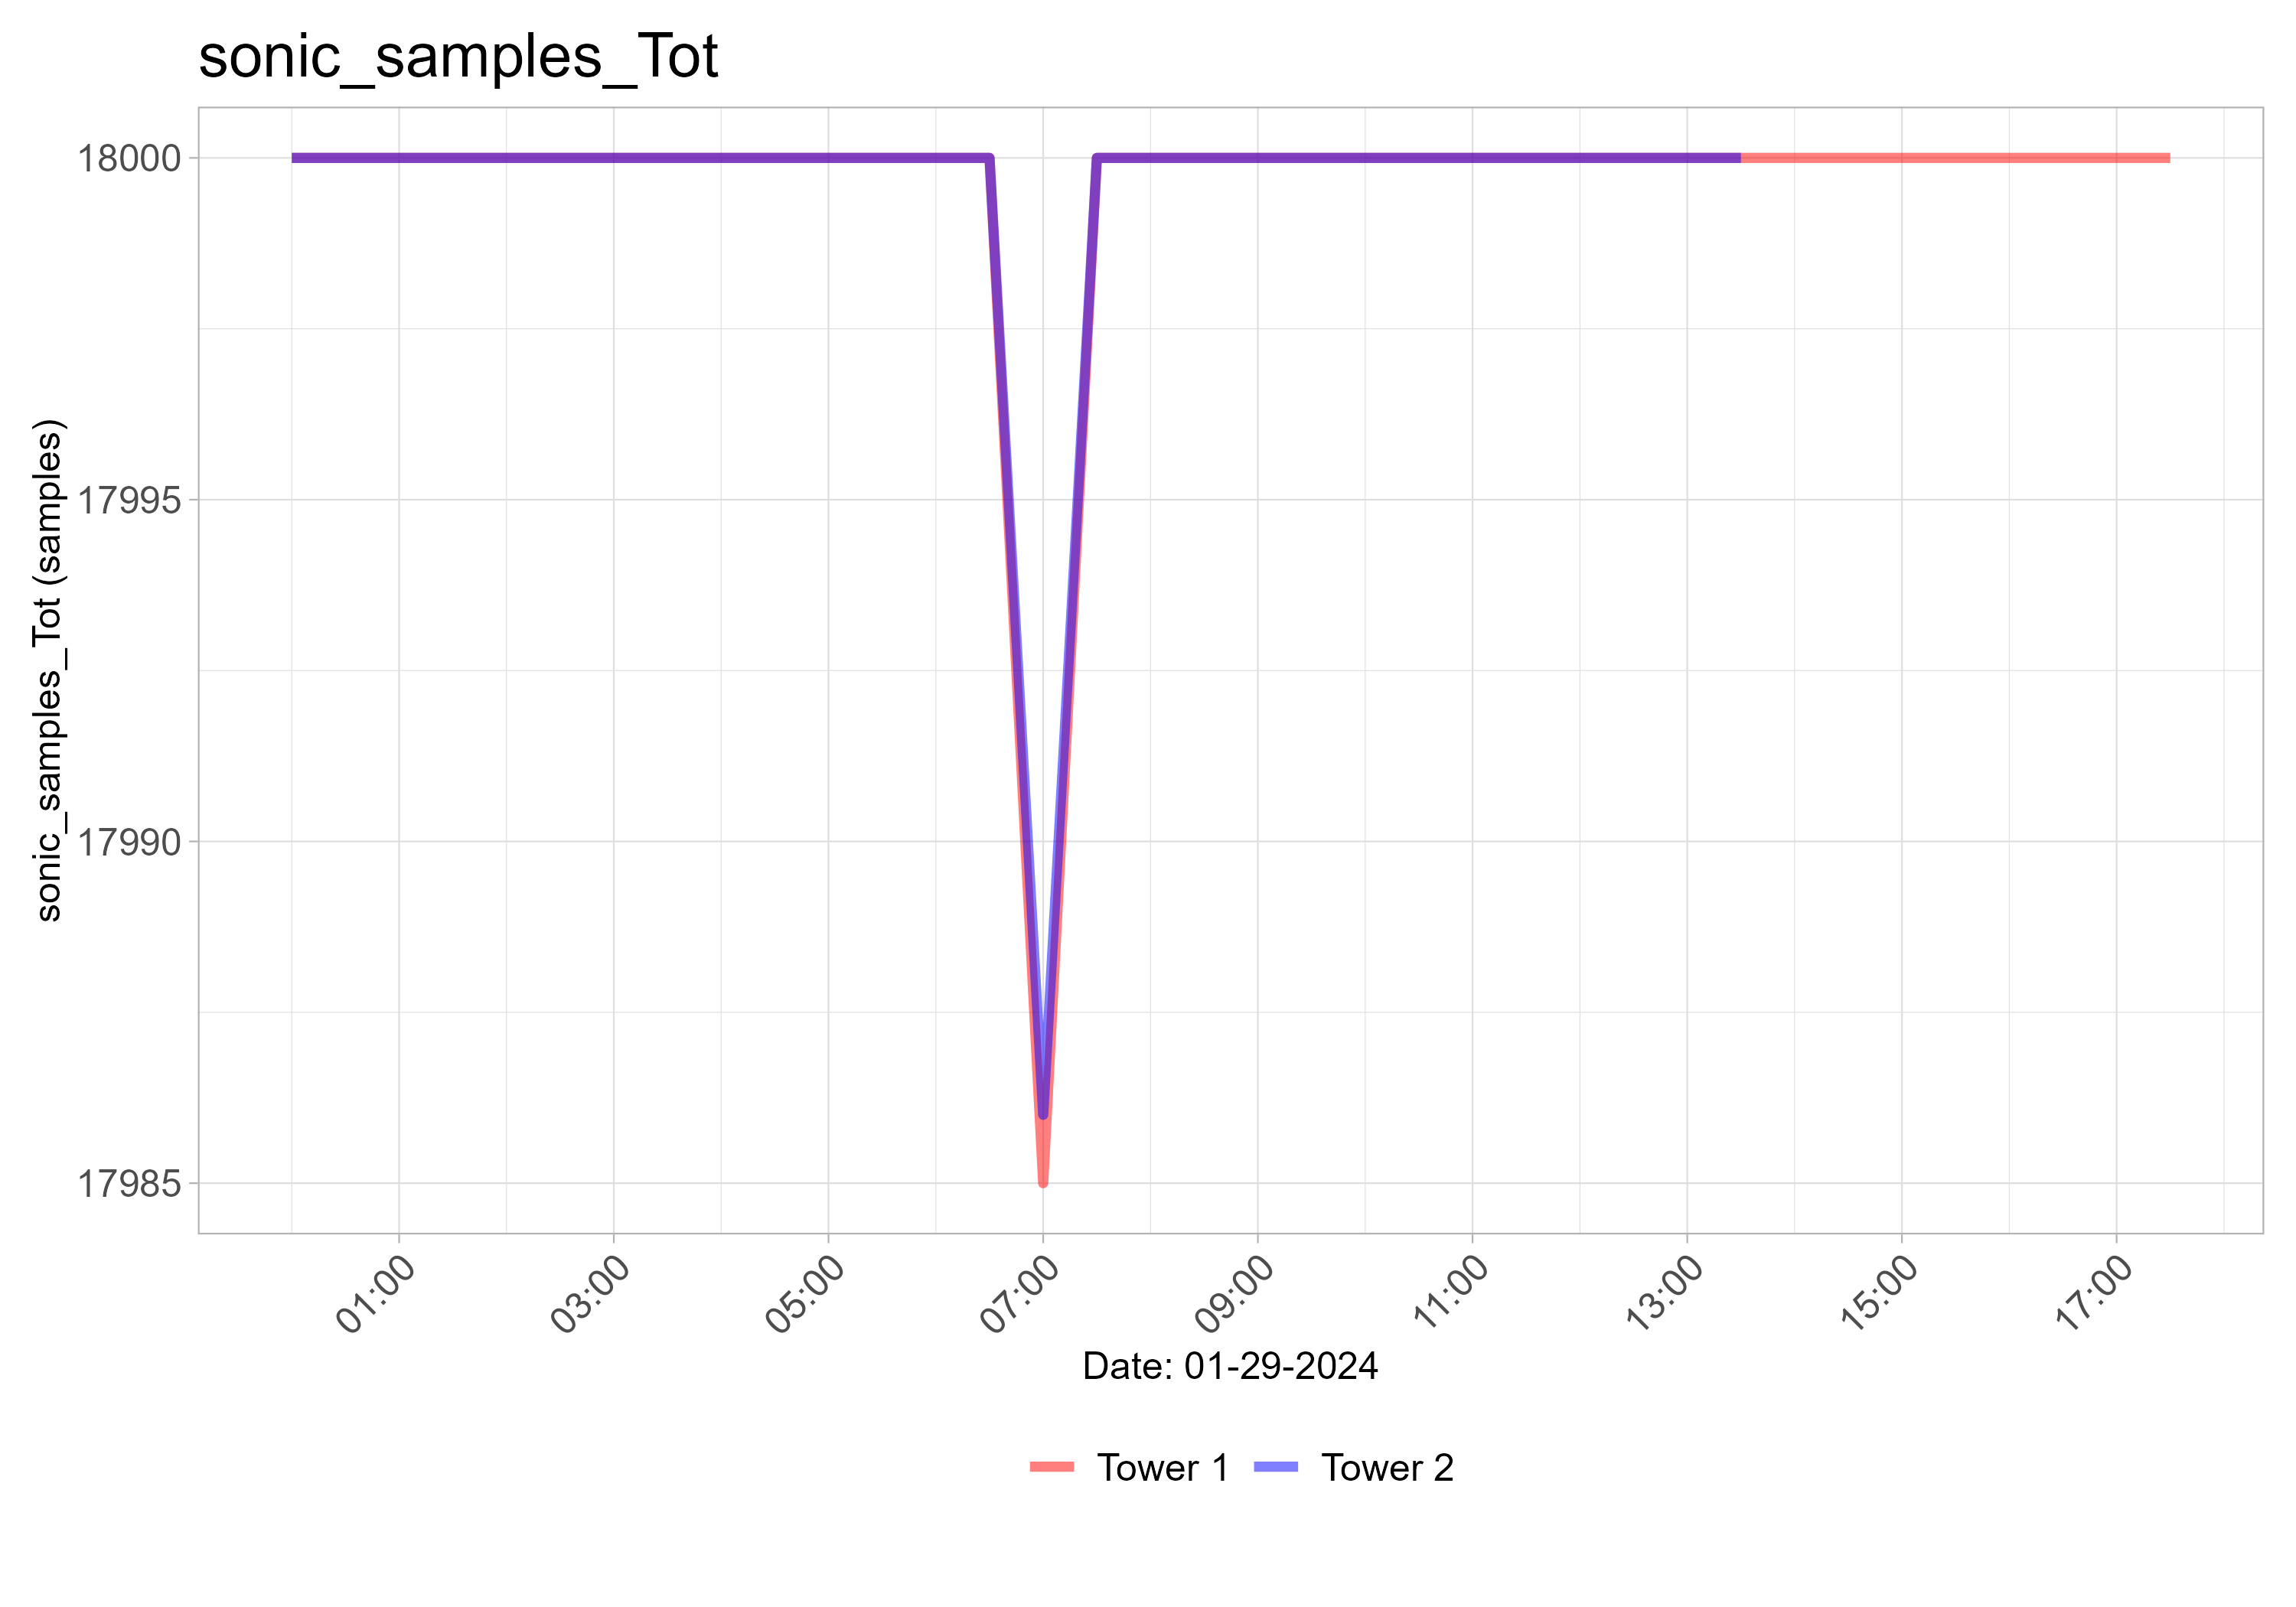 sonic_samples_Tot
sonic_samples_Tot (samples)
18000
17995
17990
17985
01:00 03:00 05:00 07:00 09:00 11:00 13:00 15:00 17:00
Date: 01-29-2024
Tower 1 Tower 2